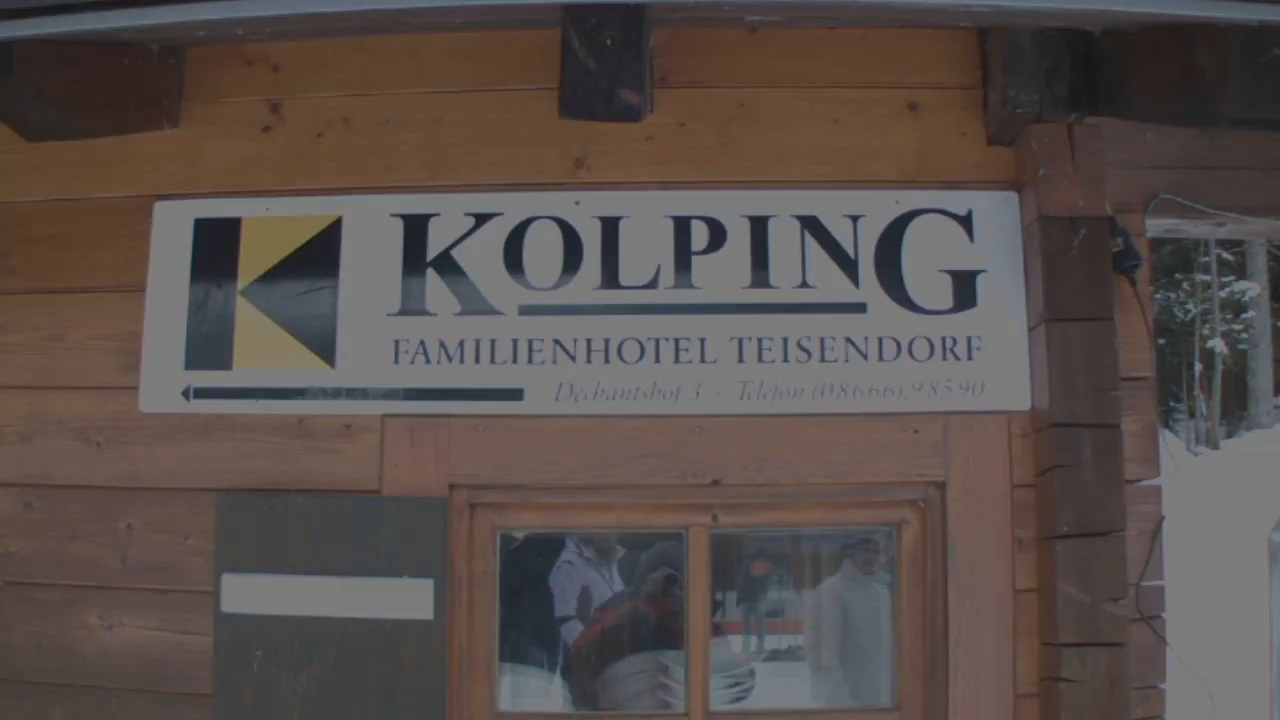 KOLPING
FAMILIENHOTEL TEISENDORF
Dechantshof 3 · Telefon (08666) 98590